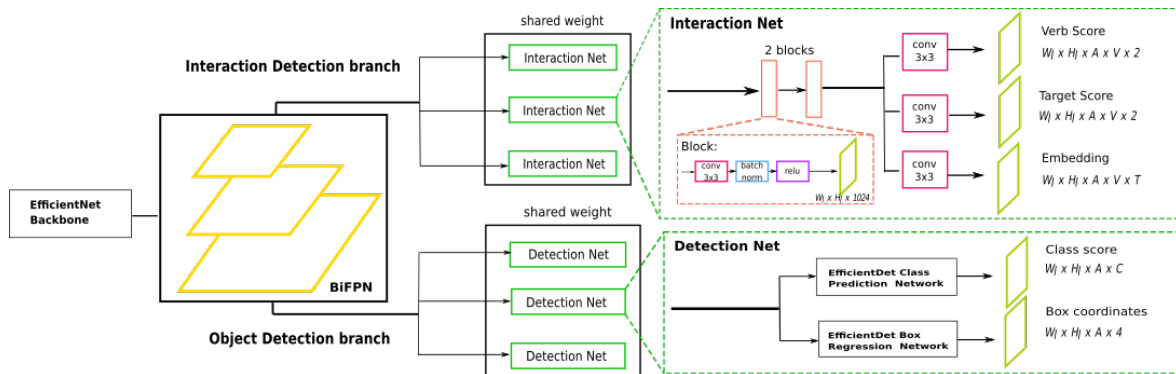 shared weight
Interaction Net
Interaction Net
Interaction Net
Interaction Detection branch
EfficientNet
Backbone
BiFPN
Object Detection branch
shared weight
Detection Net
Detection Net
Detection Net
Interaction Net
2 blocks
Block:
conv
3x3
batch
norm
relu
Wl x Hl x 1024
conv
3x3
conv
3x3
conv
3x3
Verb Score
Wl x Hl x A x V x 2
Target Score
Wl x Hl x A x V x 2
Embedding
Wl x Hl x A x V x T
Detection Net
EfficientDet Class
Prediction Network
EfficientDet Box
Regression Network
Class score
Wl x Hl x A x C
Box coordinates
Wl x Hl x A x 4